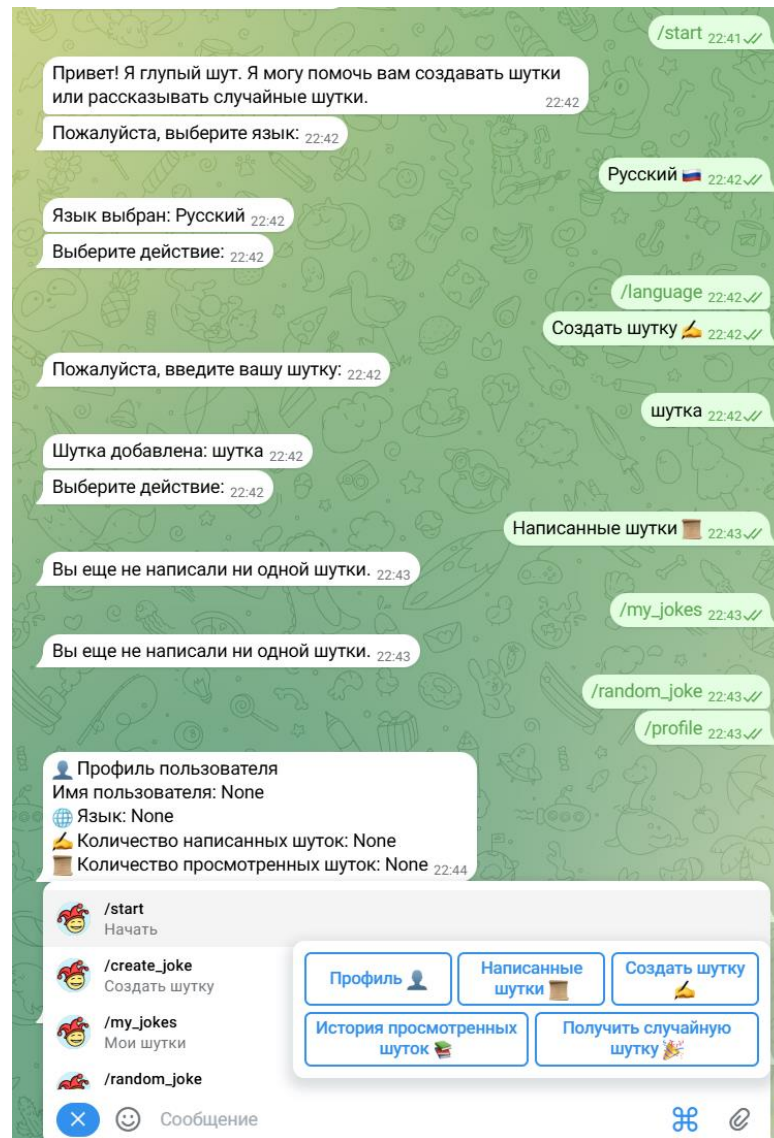 /start 22:41
Привет! Я глупый шут. Я могу помочь вам создавать шутки
или рассказывать случайные шутки. 22:42
Пожалуйста, выберите язык: 22:42
Русский 🇷🇺 22:42
Язык выбран: Русский 22:42
Выберите действие: 22:42
/language 22:42
Создать шутку ✍️ 22:42
Пожалуйста, введите вашу шутку: 22:42
шутка 22:42
Шутка добавлена: шутка 22:42
Выберите действие: 22:42
Написанные шутки 📜 22:43
Вы еще не написали ни одной шутки. 22:43
/my_jokes 22:43
Вы еще не написали ни одной шутки. 22:43
/random_joke 22:43
/profile 22:43
👤 Профиль пользователя
Имя пользователя: None
🌐 Язык: None
✍️ Количество написанных шуток: None
📜 Количество просмотренных шуток: None 22:44
/start
Начать
/create_joke
Создать шутку
/my_jokes
Мои шутки
/random_joke
Профиль 👤
Написанные
шутки 📜
Создать шутку
✍️
История просмотренных
шуток 📚
Получить случайную
шутку 🎉
Сообщение